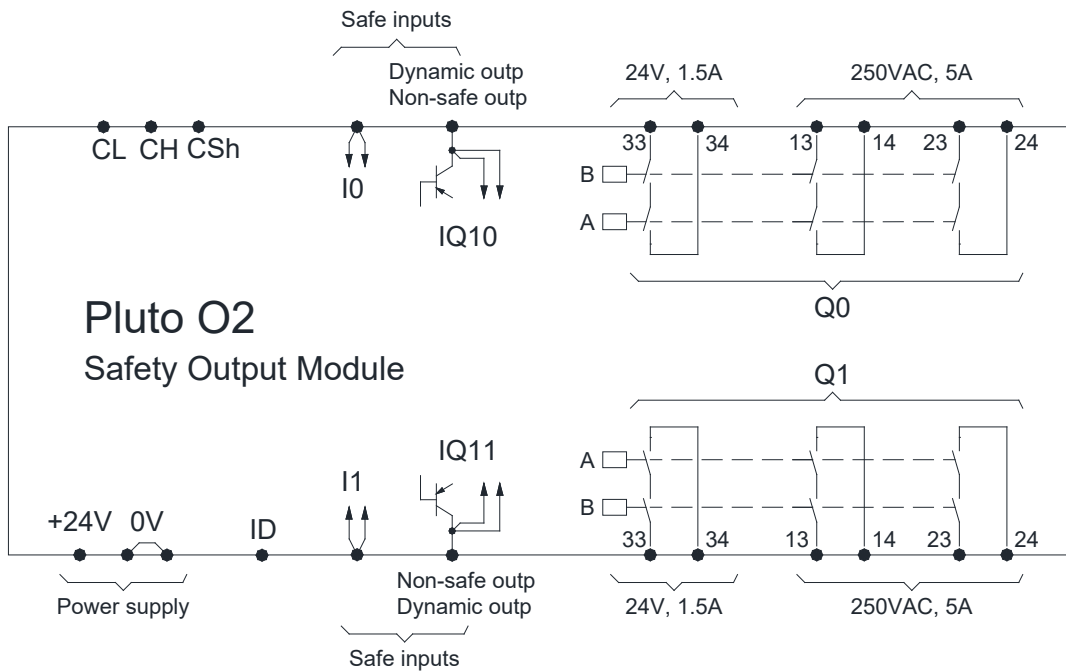 Safe inputs
Dynamic outp
Non-safe outp
24V, 1.5A
250VAC, 5A
CL CH CSh
33 34 13 14 23 24
I0
B
IQ10
A
Q0
Pluto O2
Safety Output Module
Q1
IQ11
A
I1
B
+24V 0V ID
33 34 13 14 23 24
Power supply
Non-safe outp
Dynamic outp
24V, 1.5A
250VAC, 5A
Safe inputs